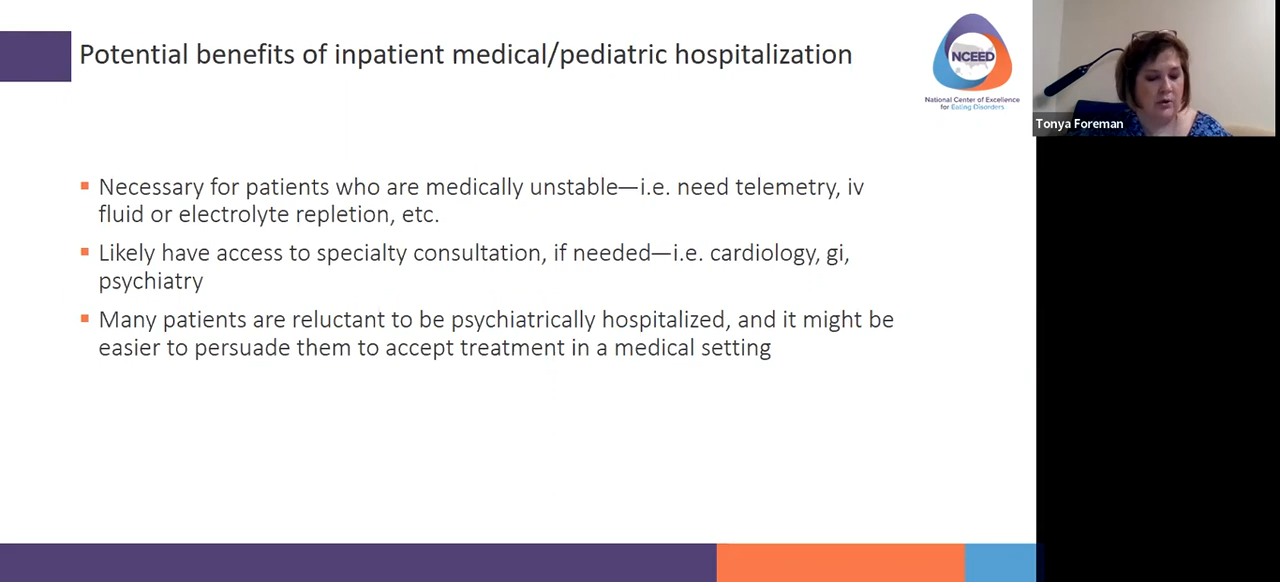 Potential benefits of inpatient medical/pediatric hospitalization
NCEED
National Center of Excellence
for Eating Disorders
Tonya Foreman
Necessary for patients who are medically unstable—i.e. need telemetry, iv
fluid or electrolyte repletion, etc.
Likely have access to specialty consultation, if needed—i.e. cardiology, gi,
psychiatry
Many patients are reluctant to be psychiatrically hospitalized, and it might be
easier to persuade them to accept treatment in a medical setting